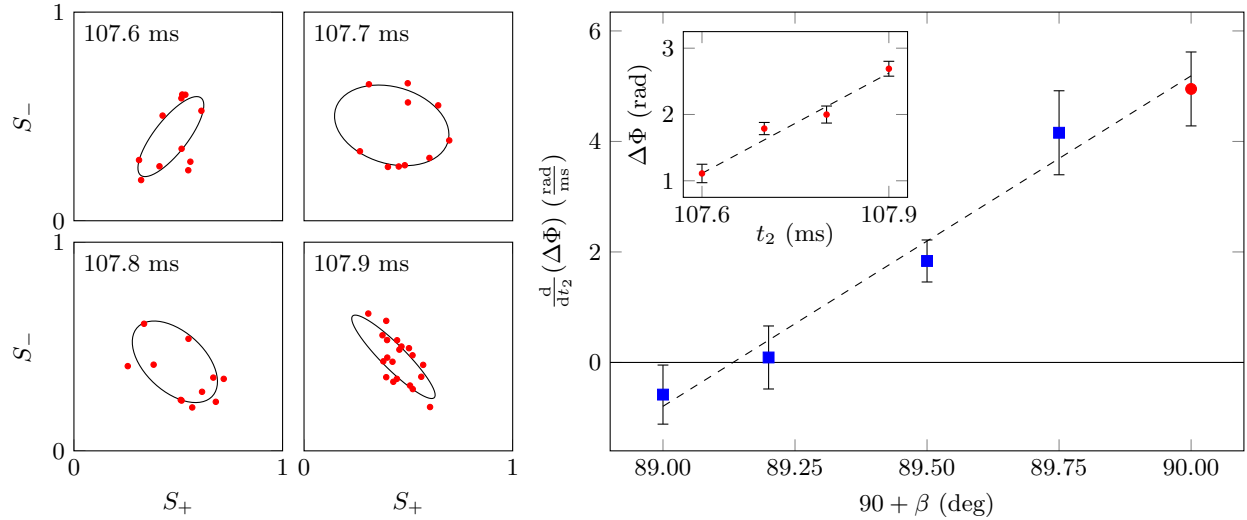 1
107.6 ms
S₋
0
107.7 ms
1
107.8 ms
S₋
0
0
1
S₊
107.9 ms
0
1
S₊
6
4
2
0
d/dt₂(ΔΦ) (rad/ms)
89.00
89.25
89.50
89.75
90.00
90 + β (deg)
3
2
1
ΔΦ (rad)
107.6
107.9
t₂ (ms)